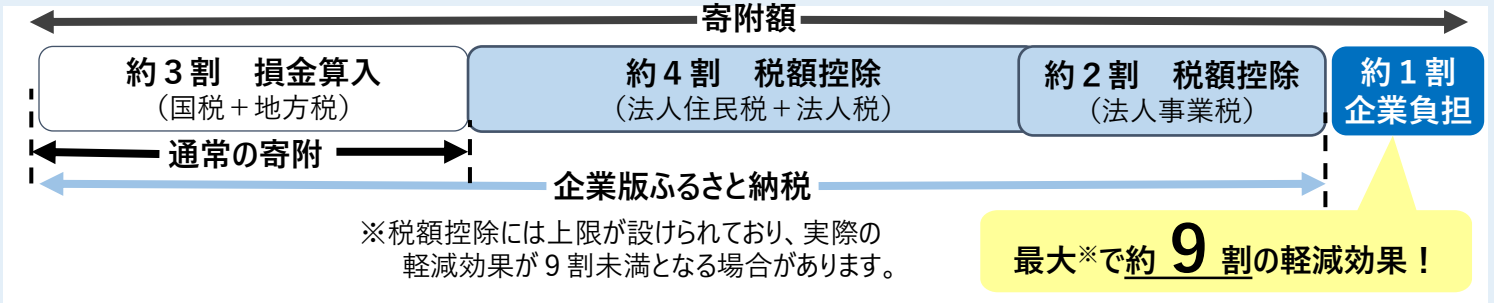 寄附額
約3割 損金算入
（国税＋地方税）
約4割 税額控除
（法人住民税＋法人税）
約2割 税額控除
（法人事業税）
約1割
企業負担
通常の寄附
企業版ふるさと納税
※税額控除には上限が設けられており、実際の
軽減効果が9割未満となる場合があります。
最大※で約9割の軽減効果！